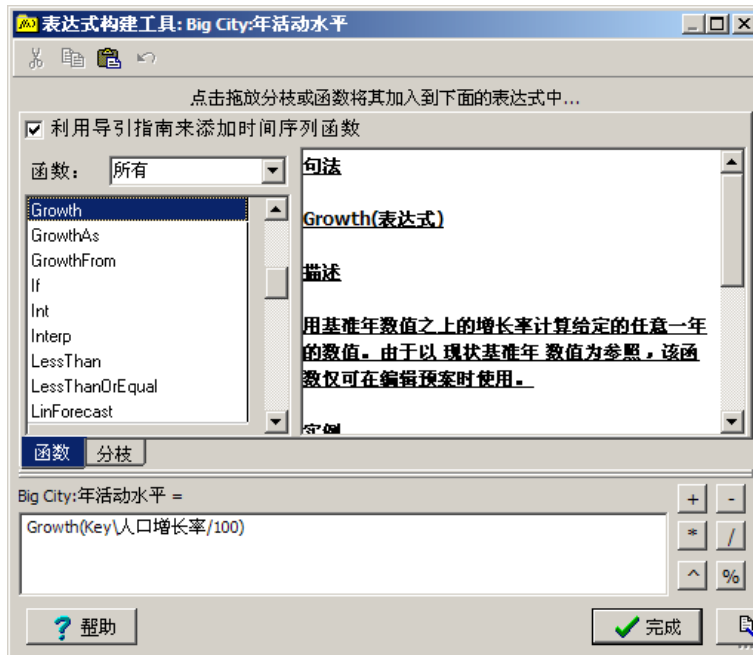 表达式构建工具: Big City:年活动水平
点击拖放分枝或函数将其加入到下面的表达式中...
利用导引指南来添加时间序列函数
函数: 所有
Growth
GrowthAs
GrowthFrom
If
Int
Interp
LessThan
LessThanOrEqual
LinForecast
句法
Growth(表达式)
描述
用基准年数值之上的增长率计算给定的任意一年
的数值。由于以 现状基准年 数值为参照，该函
数仅可在编辑预案时使用。
实例
函数 分枝
Big City:年活动水平 =
Growth(Key\人口增长率/100)
+ -
* /
^ %
? 帮助
完成